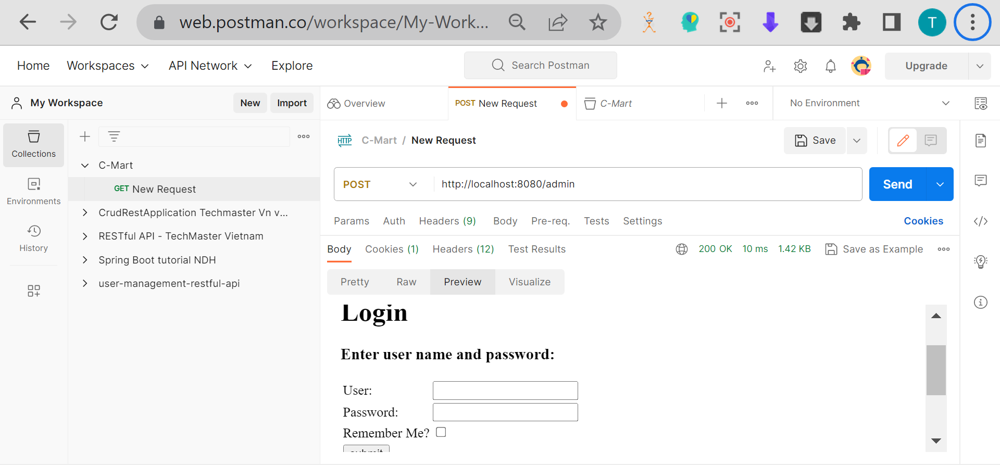 web.postman.co/workspace/My-Work...
T
Home Workspaces API Network Explore
Search Postman
Upgrade
My Workspace
New
Import
Overview
POST New Request
C-Mart
No Environment
Collections
Environments
History
C-Mart
GET New Request
CrudRestApplication Techmaster Vn v...
RESTful API - TechMaster Vietnam
Spring Boot tutorial NDH
user-management-restful-api
HTTP C-Mart / New Request
Save
POST http://localhost:8080/admin
Send
Params Auth Headers (9) Body Pre-req. Tests Settings
Cookies
Body Cookies (1) Headers (12) Test Results
200 OK 10 ms 1.42 KB Save as Example
Pretty Raw Preview Visualize
Login
Enter user name and password:
User:
Password:
Remember Me?
submit